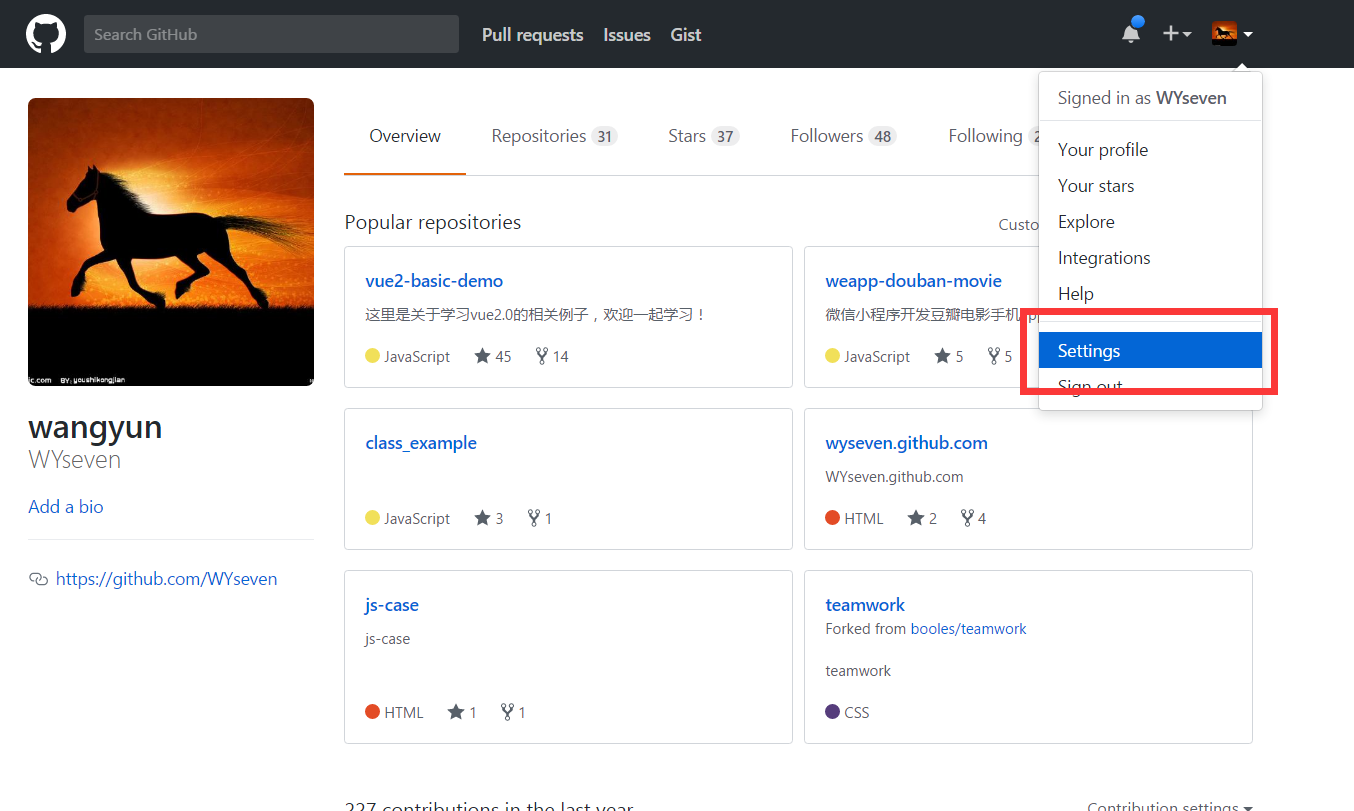 Search GitHub
Pull requests Issues Gist
Signed in as WYseven
Your profile
Your stars
Explore
Integrations
Help
Settings
Sign out
BY: youshikongjian
wangyun
WYseven
Add a bio
https://github.com/WYseven
Overview Repositories 31 Stars 37 Followers 48 Following
Popular repositories
vue2-basic-demo
这里是关于学习vue2.0的相关例子，欢迎一起学习！
JavaScript 45 14
weapp-douban-movie
微信小程序开发豆瓣电影手机
JavaScript 5 5
class_example
JavaScript 3 1
wyseven.github.com
WYseven.github.com
HTML 2 4
js-case
js-case
HTML 1 1
teamwork
Forked from booles/teamwork
teamwork
CSS
227 contributions in the last year
Contribution settings